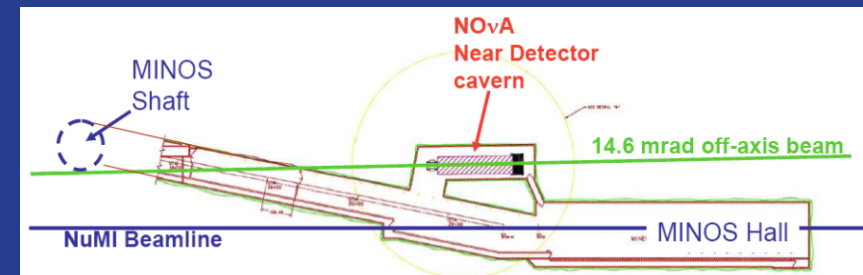 NOνA
Near Detector
cavern
MINOS
Shaft
14.6 mrad off-axis beam
NuMI Beamline
MINOS Hall